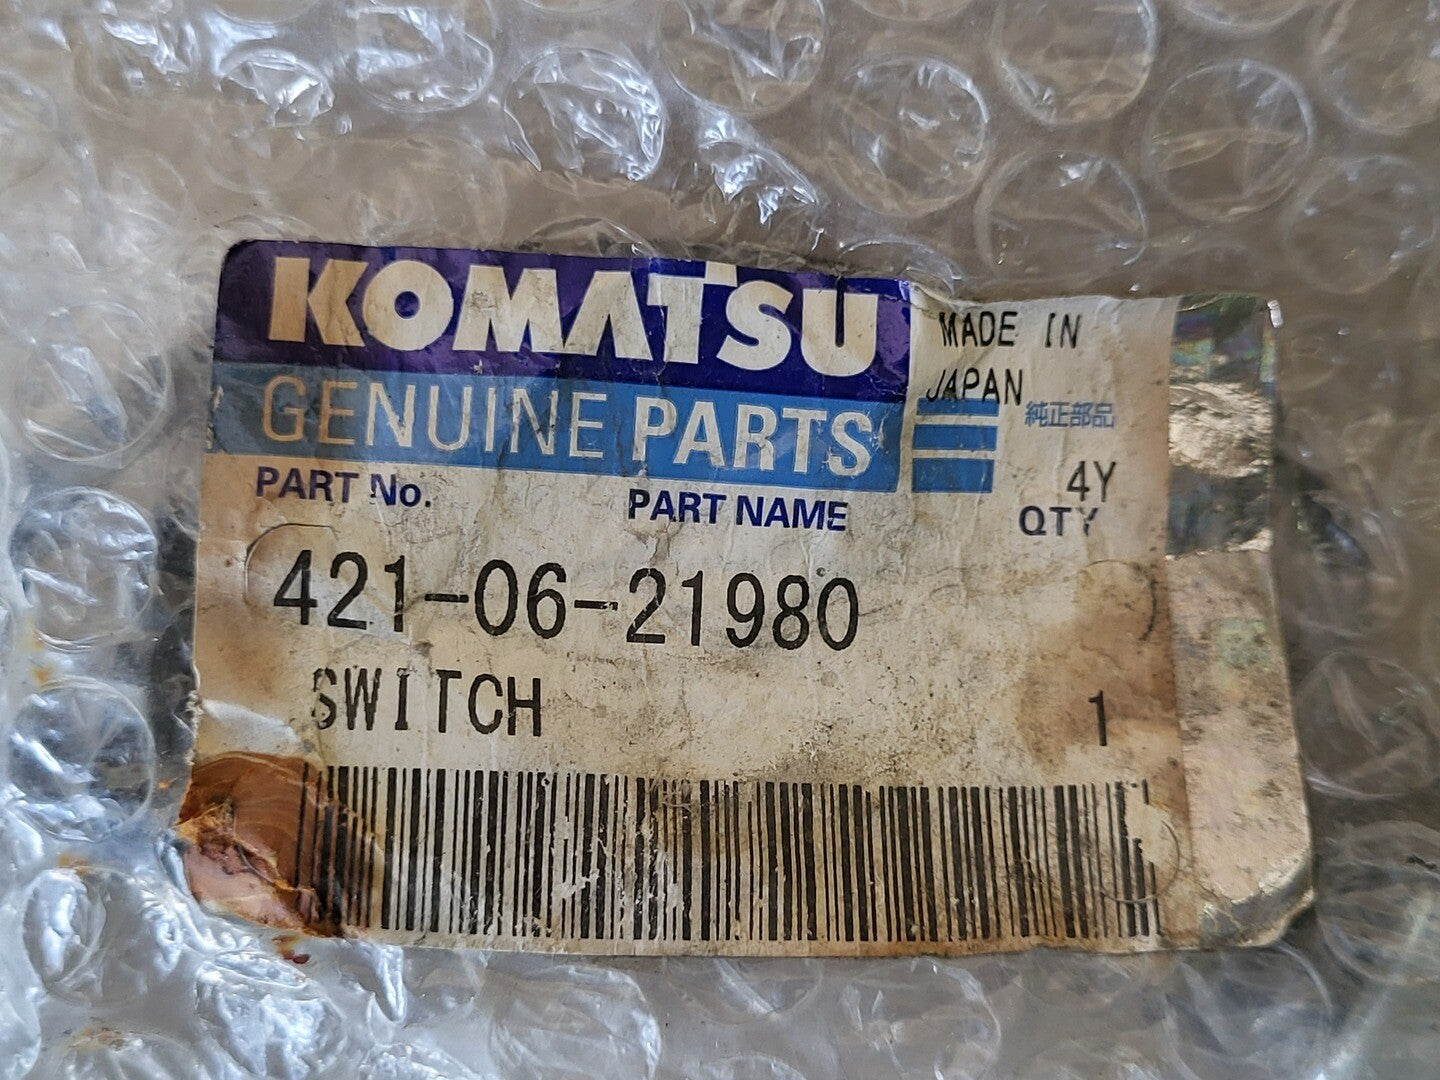 KOMATSU
GENUINE PARTS
MADE IN
JAPAN
純正部品
PART No.
PART NAME
4Y
QTY
421-06-21980
SWITCH
1